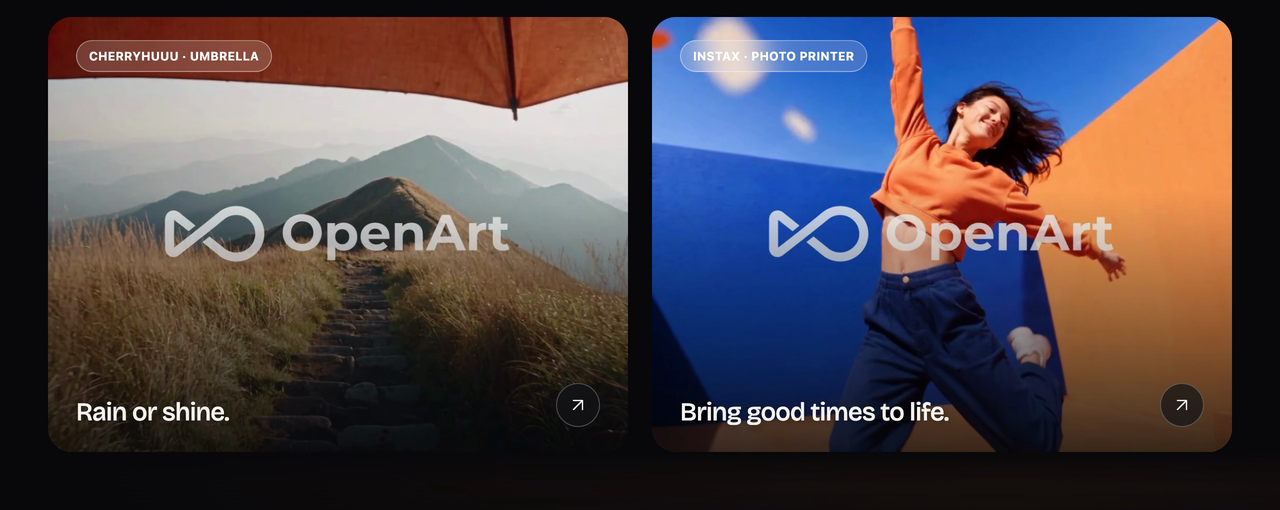 CHERRYHUUU · UMBRELLA
OpenArt
Rain or shine.
INSTAX · PHOTO PRINTER
OpenArt
Bring good times to life.